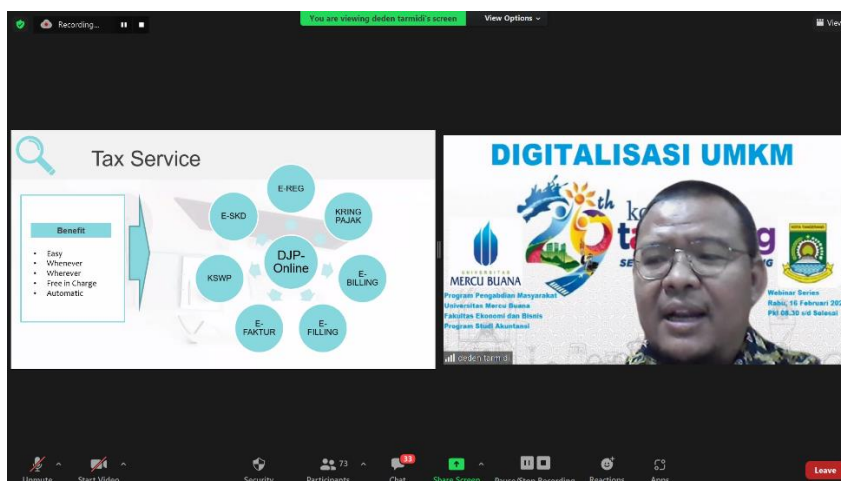 Recording...
You are viewing deden tarmidi's screen
View Options
View
Tax Service
Benefit
• Easy
• Whenever
• Wherever
• Free in Charge
• Automatic
E-REG
KRING
PAJAK
E-
BILLING
E-
FILLING
E-
FAKTUR
KSWP
E-SKD
DJP-
Online
DIGITALISASI UMKM
th
UNIVERSITAS
MERCU BUANA
Program Pengabdian Masyarakat
Universitas Mercu Buana
Fakultas Ekonomi dan Bisnis
Program Studi Akuntansi
Webinar Series
Rabu, 16 Februari 202
Pkl 08.30 s/d Selesai
deden tarmidi
Unmute
Start Video
Security
73
Participants
33
Chat
Share Screen
Pause/Stop Recording
Reactions
Apps
Leave